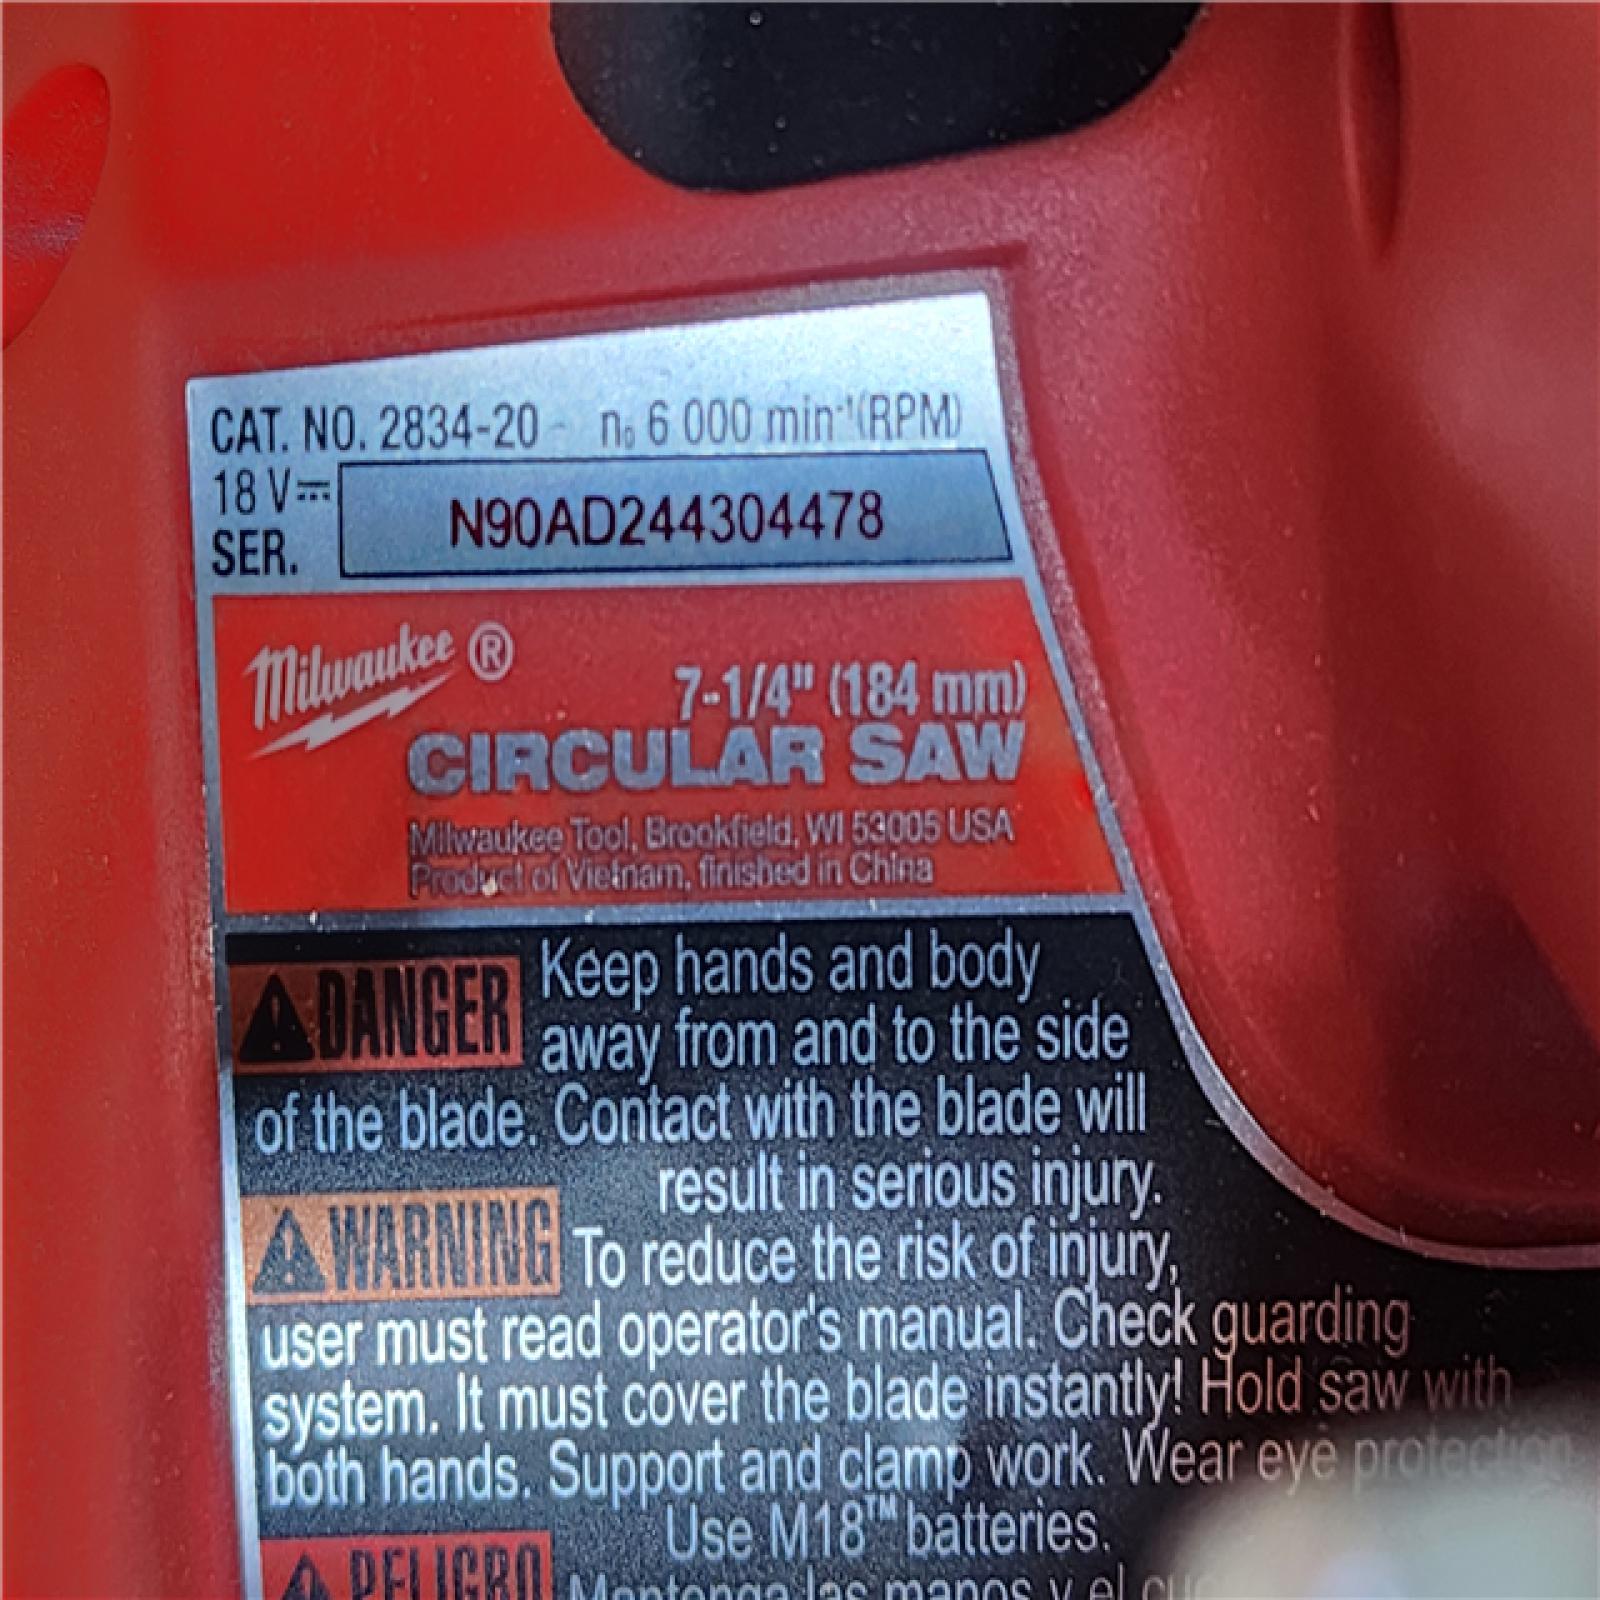 CAT. NO. 2834-20 n₀ 6 000 min⁻¹(RPM)
18 V⎓
SER.
N90AD244304478
Milwaukee®
7-1/4" (184 mm)
CIRCULAR SAW
Milwaukee Tool, Brookfield, WI 53005 USA
Product of Vietnam, finished in China
DANGER Keep hands and body
away from and to the side
of the blade. Contact with the blade will
result in serious injury.
WARNING To reduce the risk of injury,
user must read operator's manual. Check guarding
system. It must cover the blade instantly! Hold saw with
both hands. Support and clamp work. Wear eye protection
Use M18™ batteries.
PELIGRO Mantenga las manos y el